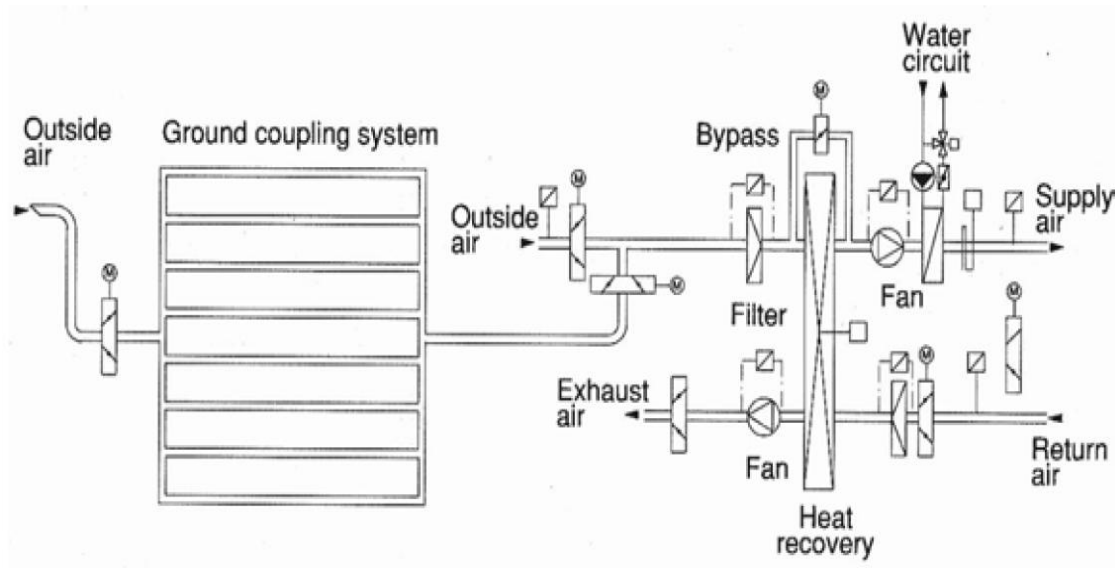 Water
circuit
Outside
air
Ground coupling system
M
Bypass
M
M
Outside
air
Supply
air
M
M
Filter
Fan
M
Exhaust
air
M
Fan
Return
air
Heat
recovery